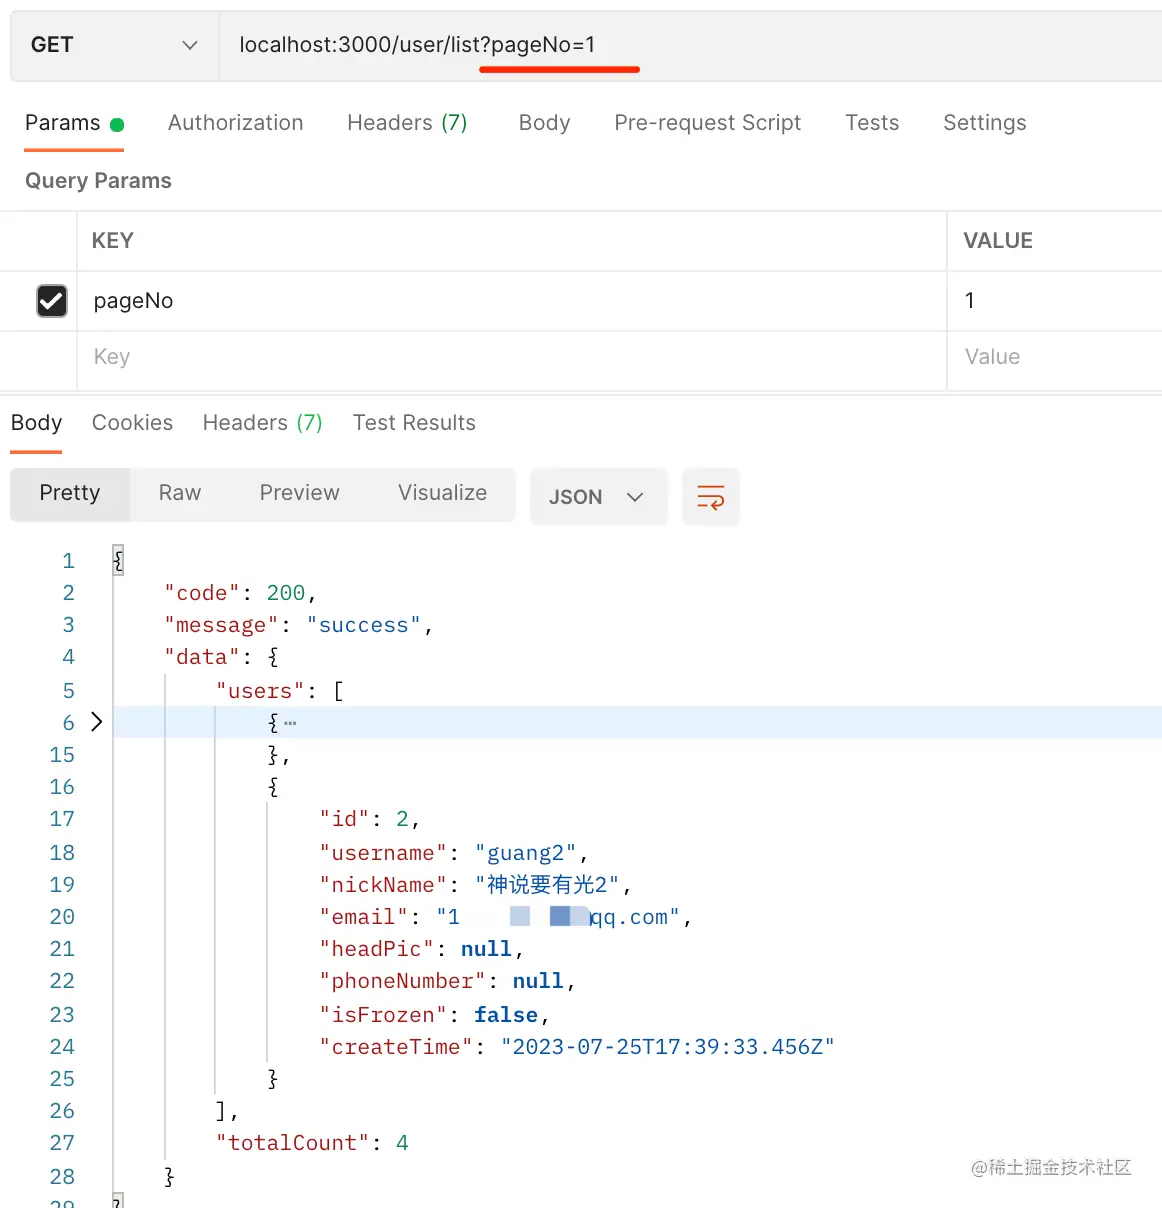 GET localhost:3000/user/list?pageNo=1
Params Authorization Headers (7) Body Pre-request Script Tests Settings
Query Params
KEY VALUE
pageNo 1
Key Value
Body Cookies Headers (7) Test Results
Pretty Raw Preview Visualize JSON
1 {
2 "code": 200,
3 "message": "success",
4 "data": {
5 "users": [
6 { ⋯
15 },
16 {
17 "id": 2,
18 "username": "guang2",
19 "nickName": "神说要有光2",
20 "email": "1 qq.com",
21 "headPic": null,
22 "phoneNumber": null,
23 "isFrozen": false,
24 "createTime": "2023-07-25T17:39:33.456Z"
25 }
26 ],
27 "totalCount": 4
28 }
29 }
@稀土掘金技术社区